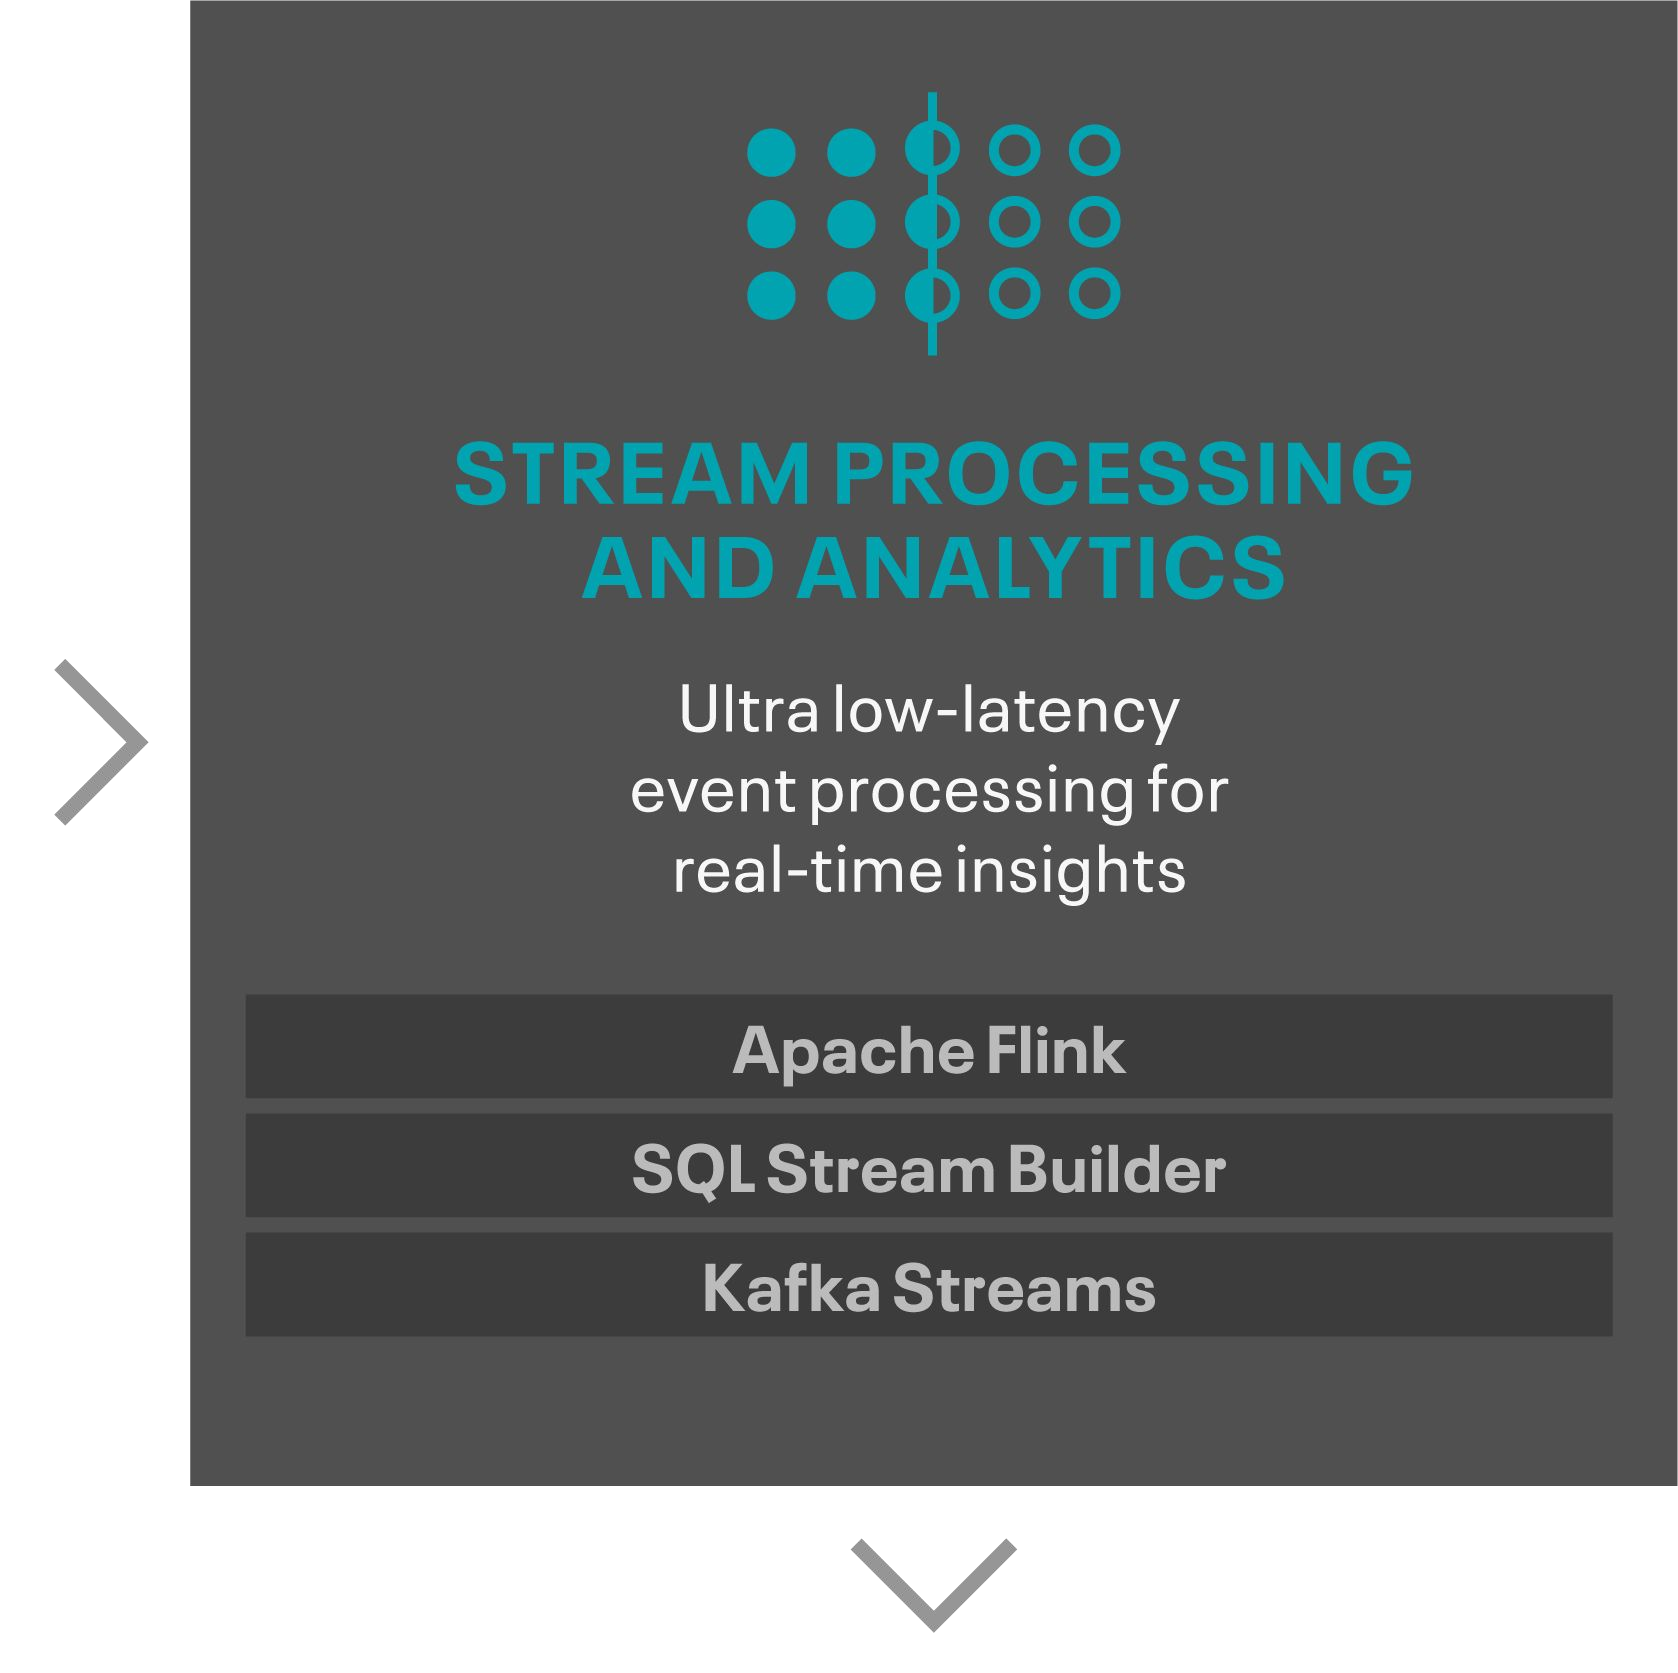 STREAM PROCESSING
AND ANALYTICS
Ultra low-latency
event processing for
real-time insights
Apache Flink
SQL Stream Builder
Kafka Streams